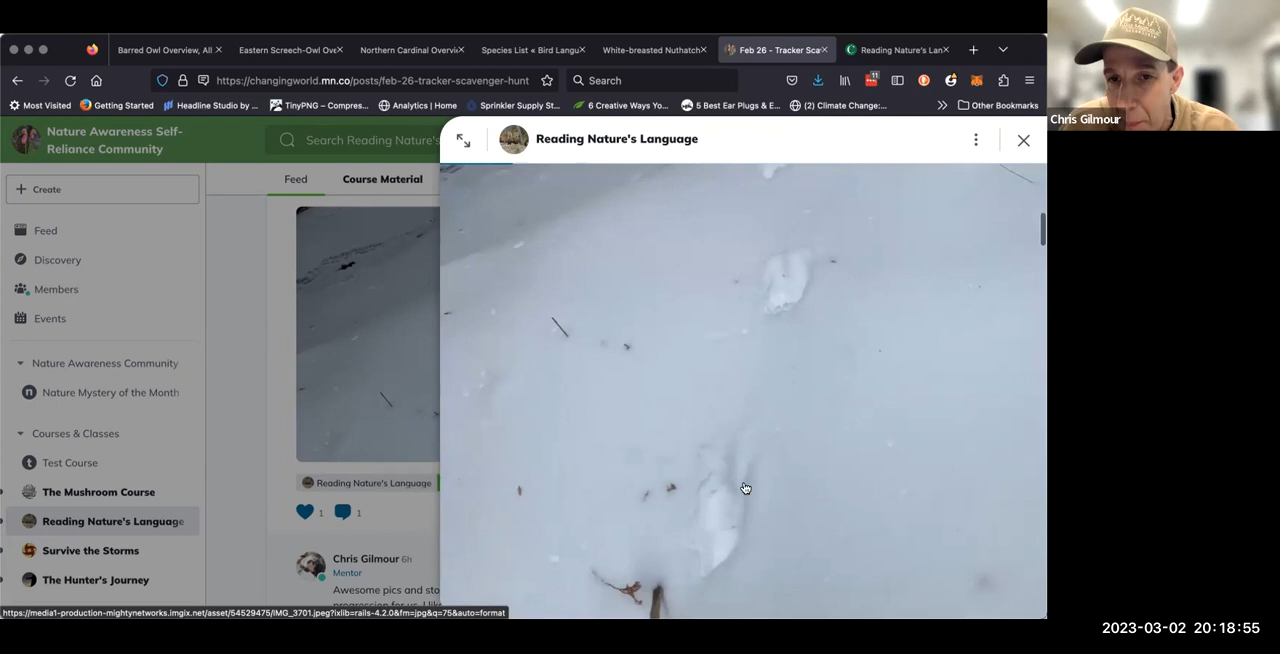 Barred Owl Overview, All
Eastern Screech-Owl Ove
Northern Cardinal Overvi
Species List « Bird Langu
White-breasted Nuthatch
Feb 26 - Tracker Sca
Reading Nature's Lan
https://changingworld.mn.co/posts/feb-26-tracker-scavenger-hunt
Search
11
Most Visited
Getting Started
Headline Studio by ...
TinyPNG – Compres...
Analytics | Home
Sprinkler Supply St...
6 Creative Ways Yo...
5 Best Ear Plugs & E...
(2) Climate Change:...
Other Bookmarks
Chris Gilmour
Nature Awareness Self-
Reliance Community
Search Reading Nature's
Reading Nature's Language
Create
Feed
Discovery
Members
Events
Nature Awareness Community
Nature Mystery of the Month
Courses & Classes
Test Course
The Mushroom Course
Reading Nature's Language
Survive the Storms
The Hunter's Journey
Feed
Course Material
Reading Nature's Language
1
1
Chris Gilmour 6h
Mentor
Awesome pics and sto
https://media1-production-mightynetworks.imgix.net/asset/54529475/IMG_3701.jpeg?ixlib=rails-4.2.0&fm=jpg&q=75&auto=format
2023-03-02 20:18:55